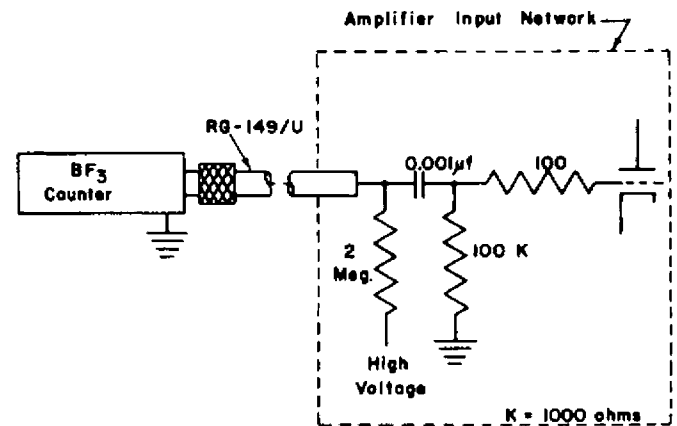 Amplifier Input Network
RG-149/U
BF3
Counter
0.001μf
100
2
Meg.
100 K
High
Voltage
K = 1000 ohms